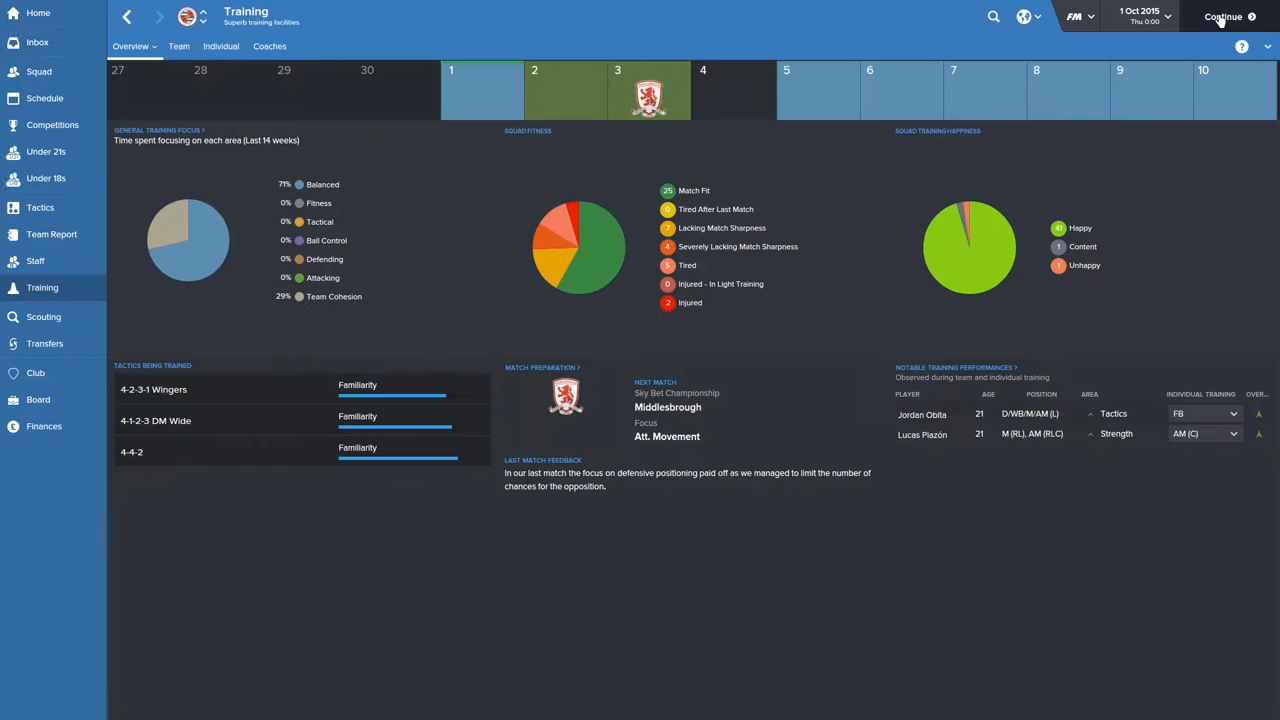 Home
Inbox
Squad
Schedule
Competitions
Under 21s
Under 18s
Tactics
Team Report
Staff
Training
Scouting
Transfers
Club
Board
Finances
Training
Superb training facilities
FM
1 Oct 2015
Thu 0:00
Continue
Overview
Team
Individual
Coaches
?
27 28 29 30 1 2 3 4 5 6 7 8 9 10
GENERAL TRAINING FOCUS >
Time spent focusing on each area (Last 14 weeks)
71% Balanced
0% Fitness
0% Tactical
0% Ball Control
0% Defending
0% Attacking
29% Team Cohesion
SQUAD FITNESS
25 Match Fit
0 Tired After Last Match
7 Lacking Match Sharpness
4 Severely Lacking Match Sharpness
5 Tired
0 Injured - In Light Training
2 Injured
SQUAD TRAINING HAPPINESS
41 Happy
1 Content
1 Unhappy
TACTICS BEING TRAINED
4-2-3-1 Wingers Familiarity
4-1-2-3 DM Wide Familiarity
4-4-2 Familiarity
MATCH PREPARATION >
NEXT MATCH
Sky Bet Championship
Middlesbrough
Focus
Att. Movement
LAST MATCH FEEDBACK
In our last match the focus on defensive positioning paid off as we managed to limit the number of
chances for the opposition.
NOTABLE TRAINING PERFORMANCES >
Observed during team and individual training
PLAYER AGE POSITION AREA INDIVIDUAL TRAINING OVER...
Jordan Obita 21 D/WB/M/AM (L) Tactics FB
Lucas Piazón 21 M (RL), AM (RLC) Strength AM (C)